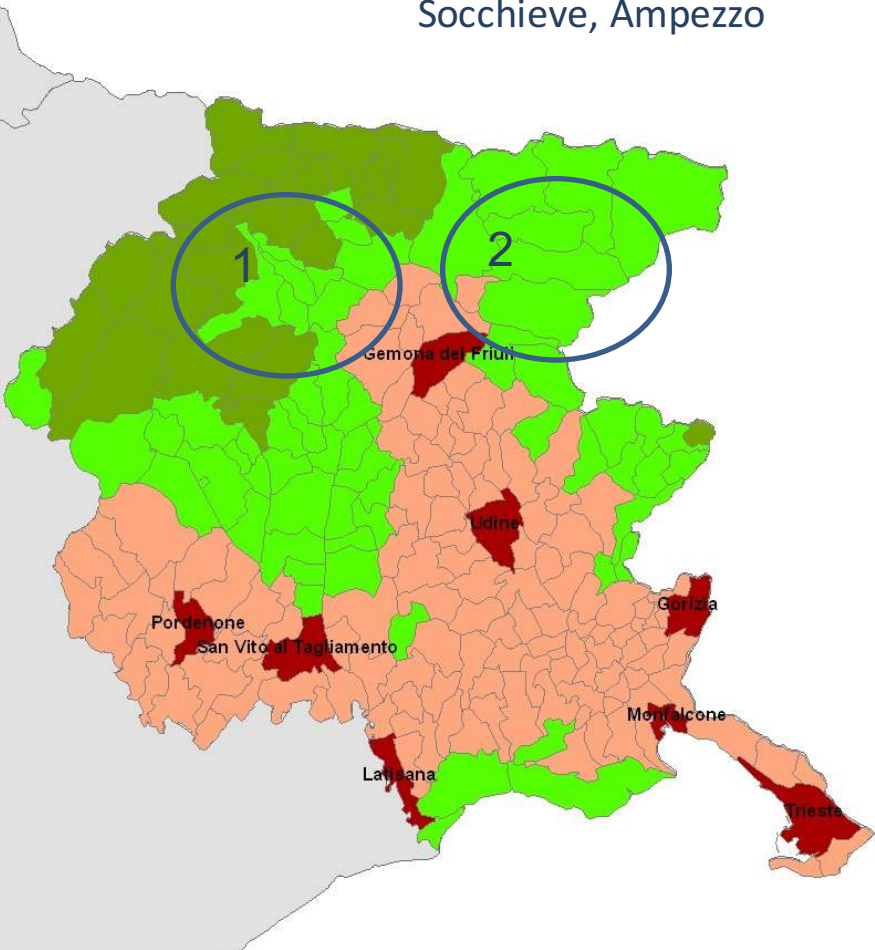 Socchieve, Ampezzo
1
2
Gemona del Friuli
Udine
Gorizia
Pordenone
San Vito al Tagliamento
Monfalcone
Latisana
Trieste